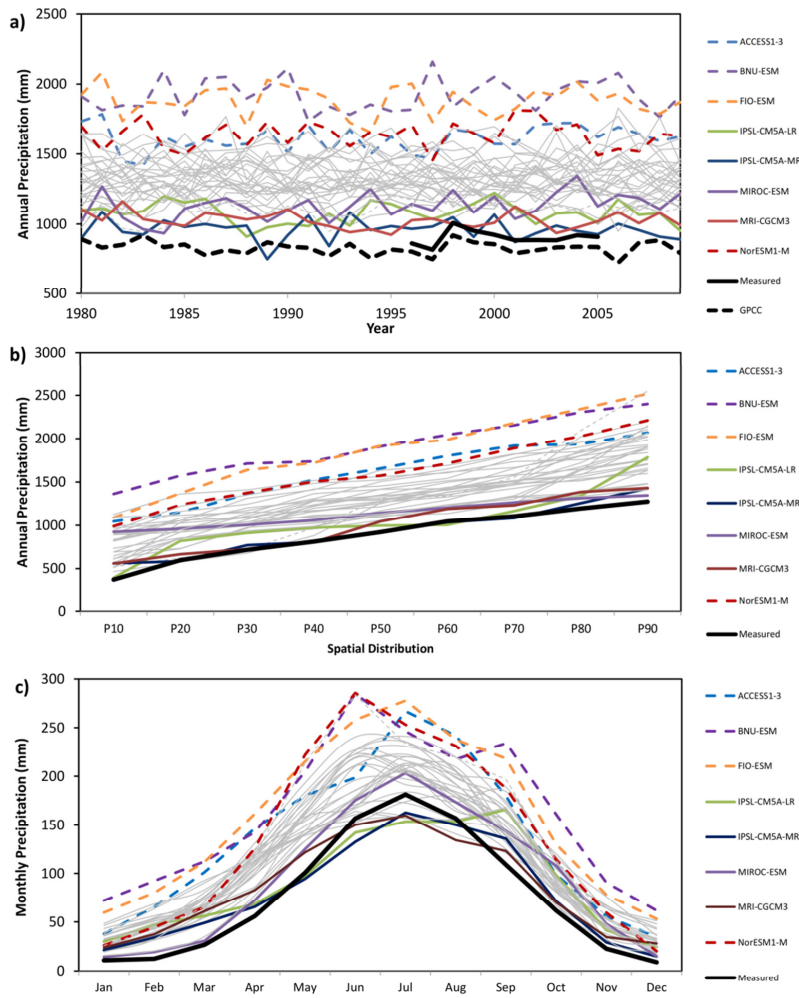 a)
Annual Precipitation (mm)
2500
2000
1500
1000
500
1980 1985 1990 1995 2000 2005
Year
ACCESS1-3
BNU-ESM
FIO-ESM
IPSL-CM5A-LR
IPSL-CM5A-MR
MIROC-ESM
MRI-CGCM3
NorESM1-M
Measured
GPCC
b)
Annual Precipitation (mm)
3000
2500
2000
1500
1000
500
0
P10 P20 P30 P40 P50 P60 P70 P80 P90
Spatial Distribution
ACCESS1-3
BNU-ESM
FIO-ESM
IPSL-CM5A-LR
IPSL-CM5A-MR
MIROC-ESM
MRI-CGCM3
NorESM1-M
Measured
c)
Monthly Precipitation (mm)
300
250
200
150
100
50
0
Jan Feb Mar Apr May Jun Jul Aug Sep Oct Nov Dec
ACCESS1-3
BNU-ESM
FIO-ESM
IPSL-CM5A-LR
IPSL-CM5A-MR
MIROC-ESM
MRI-CGCM3
NorESM1-M
Measured